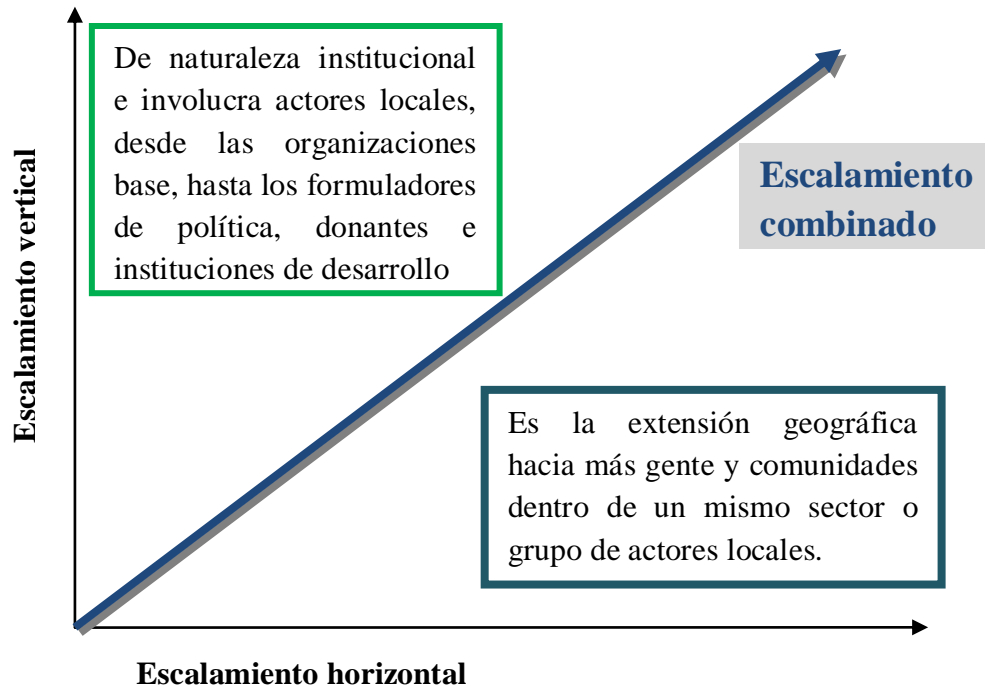 De naturaleza institucional
e involucra actores locales,
desde las organizaciones
base, hasta los formuladores
de política, donantes e
instituciones de desarrollo
Escalamiento
combinado
Escalamiento vertical
Es la extensión geográfica
hacia más gente y comunidades
dentro de un mismo sector o
grupo de actores locales.
Escalamiento horizontal